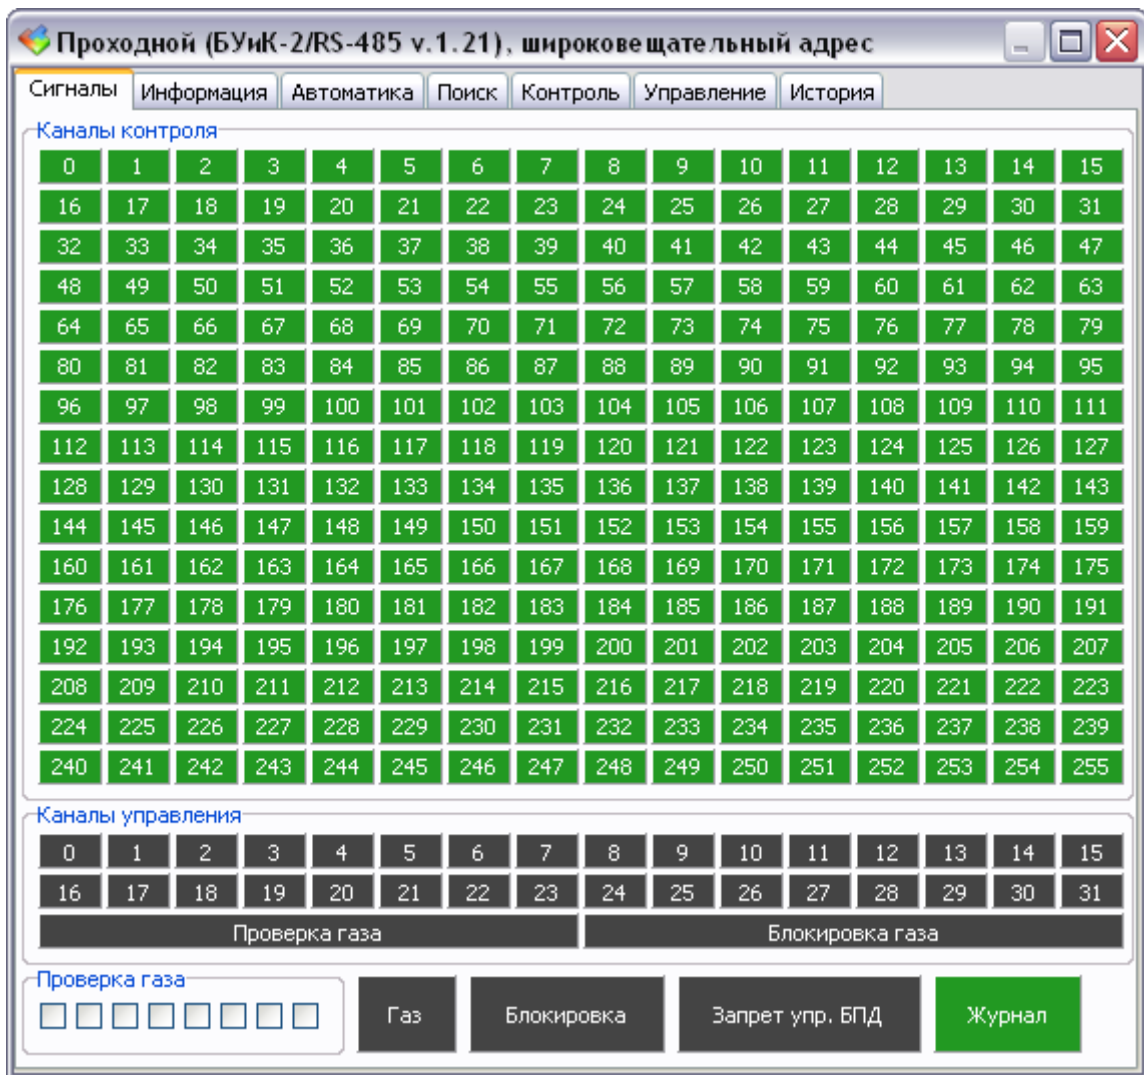 Проходной (БУиК-2/RS-485 v.1.21), широковещательный адрес
Сигналы Информация Автоматика Поиск Контроль Управление История
Каналы контроля
0 1 2 3 4 5 6 7 8 9 10 11 12 13 14 15
16 17 18 19 20 21 22 23 24 25 26 27 28 29 30 31
32 33 34 35 36 37 38 39 40 41 42 43 44 45 46 47
48 49 50 51 52 53 54 55 56 57 58 59 60 61 62 63
64 65 66 67 68 69 70 71 72 73 74 75 76 77 78 79
80 81 82 83 84 85 86 87 88 89 90 91 92 93 94 95
96 97 98 99 100 101 102 103 104 105 106 107 108 109 110 111
112 113 114 115 116 117 118 119 120 121 122 123 124 125 126 127
128 129 130 131 132 133 134 135 136 137 138 139 140 141 142 143
144 145 146 147 148 149 150 151 152 153 154 155 156 157 158 159
160 161 162 163 164 165 166 167 168 169 170 171 172 173 174 175
176 177 178 179 180 181 182 183 184 185 186 187 188 189 190 191
192 193 194 195 196 197 198 199 200 201 202 203 204 205 206 207
208 209 210 211 212 213 214 215 216 217 218 219 220 221 222 223
224 225 226 227 228 229 230 231 232 233 234 235 236 237 238 239
240 241 242 243 244 245 246 247 248 249 250 251 252 253 254 255
Каналы управления
0 1 2 3 4 5 6 7 8 9 10 11 12 13 14 15
16 17 18 19 20 21 22 23 24 25 26 27 28 29 30 31
Проверка газа Блокировка газа
Проверка газа
Газ Блокировка Запрет упр. БПД Журнал